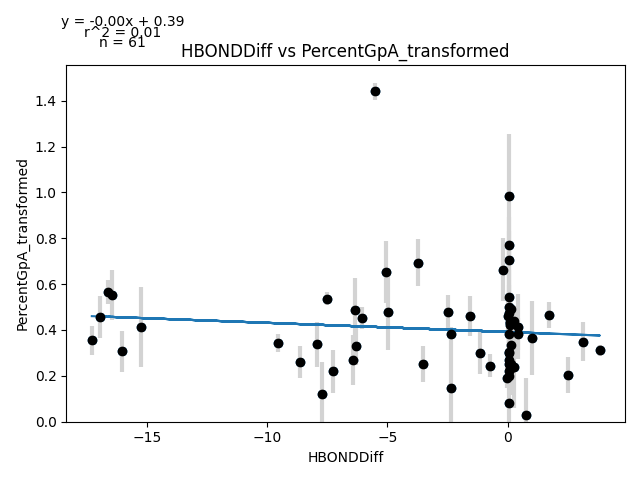 y = -0.00x + 0.39
r^2 = 0.01
n = 61
HBONDDiff vs PercentGpA_transformed
PercentGpA_transformed
1.4
1.2
1.0
0.8
0.6
0.4
0.2
0.0
−15
−10
−5
0
HBONDDiff